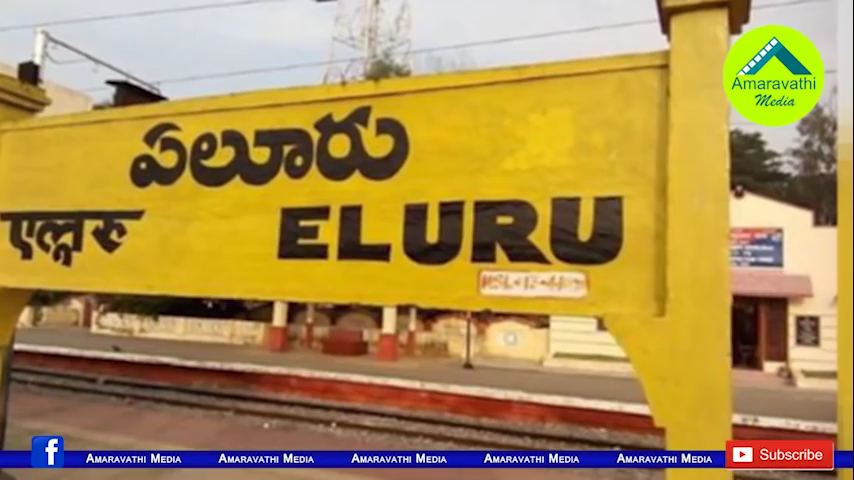 Amaravathi
Media
ఏలూరు
एल्लुरु
ELURU
Amaravathi Media Amaravathi Media Amaravathi Media Amaravathi Media Amaravathi Media
Subscribe